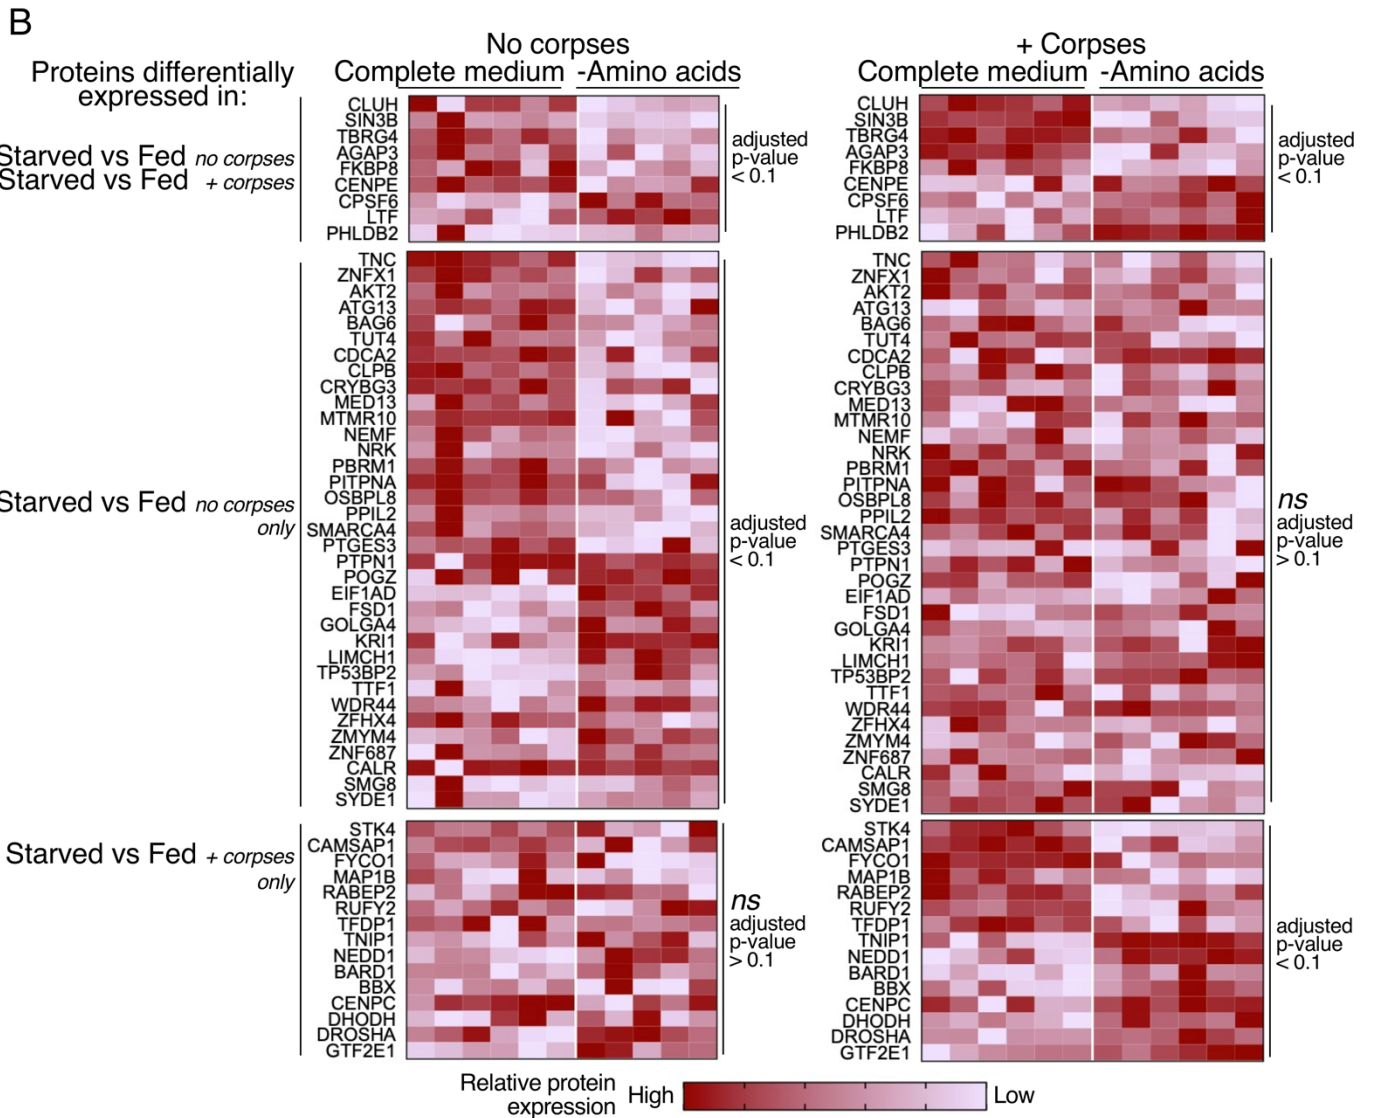 B
No corpses
+ Corpses
Proteins differentially
expressed in:
Complete medium -Amino acids
Complete medium -Amino acids
Starved vs Fed no corpses
Starved vs Fed + corpses
CLUH
SIN3B
TBRG4
AGAP3
FKBP8
CENPE
CPSF6
LTF
PHLDB2
adjusted
p-value
< 0.1
CLUH
SIN3B
TBRG4
AGAP3
FKBP8
CENPE
CPSF6
LTF
PHLDB2
adjusted
p-value
< 0.1
Starved vs Fed no corpses
only
TNC
ZNFX1
AKT2
ATG13
BAG6
TUT4
CDCA2
CLPB
CRYBG3
MED13
MTMR10
NEMF
NRK
PBRM1
PITPNA
OSBPL8
PPIL2
SMARCA4
PTGES3
PTPN1
POGZ
EIF1AD
FSD1
GOLGA4
KRI1
LIMCH1
TP53BP2
TTF1
WDR44
ZFHX4
ZMYM4
ZNF687
CALR
SMG8
SYDE1
adjusted
p-value
< 0.1
TNC
ZNFX1
AKT2
ATG13
BAG6
TUT4
CDCA2
CLPB
CRYBG3
MED13
MTMR10
NEMF
NRK
PBRM1
PITPNA
OSBPL8
PPIL2
SMARCA4
PTGES3
PTPN1
POGZ
EIF1AD
FSD1
GOLGA4
KRI1
LIMCH1
TP53BP2
TTF1
WDR44
ZFHX4
ZMYM4
ZNF687
CALR
SMG8
SYDE1
ns
adjusted
p-value
> 0.1
Starved vs Fed + corpses
only
STK4
CAMSAP1
FYCO1
MAP1B
RABEP2
RUFY2
TFDP1
TNIP1
NEDD1
BARD1
BBX
CENPC
DHODH
DROSHA
GTF2E1
ns
adjusted
p-value
> 0.1
STK4
CAMSAP1
FYCO1
MAP1B
RABEP2
RUFY2
TFDP1
TNIP1
NEDD1
BARD1
BBX
CENPC
DHODH
DROSHA
GTF2E1
adjusted
p-value
< 0.1
Relative protein
expression
High
Low